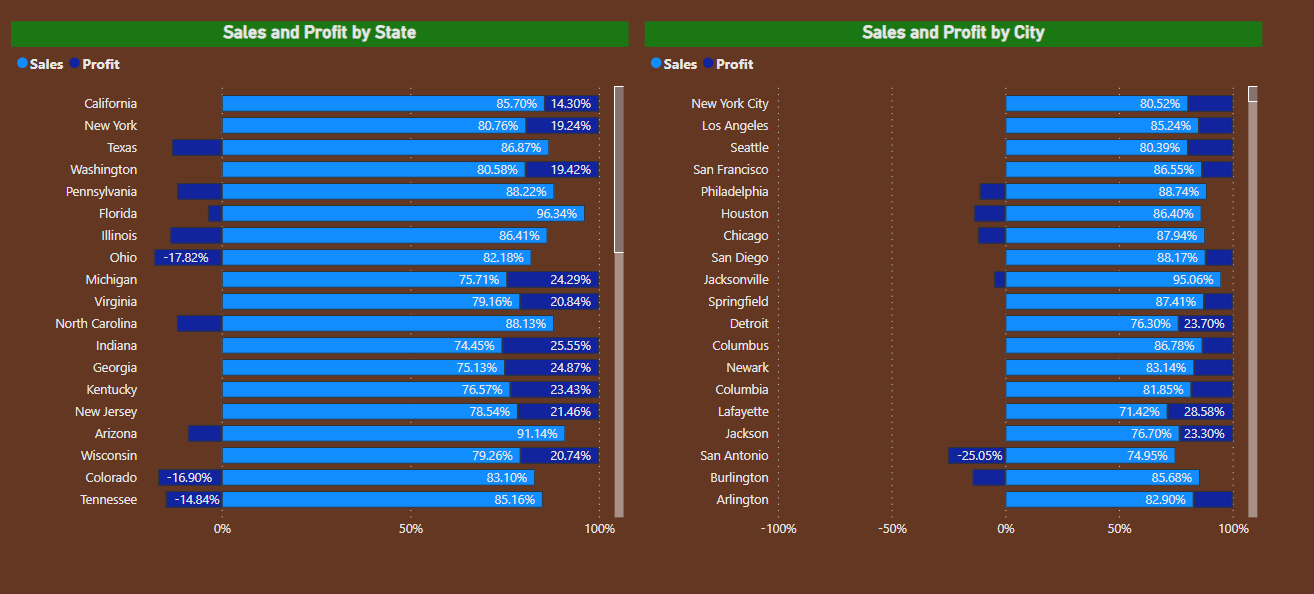 Sales and Profit by State
Sales Profit
California 85.70% 14.30%
New York 80.76% 19.24%
Texas 86.87%
Washington 80.58% 19.42%
Pennsylvania 88.22%
Florida 96.34%
Illinois 86.41%
Ohio -17.82% 82.18%
Michigan 75.71% 24.29%
Virginia 79.16% 20.84%
North Carolina 88.13%
Indiana 74.45% 25.55%
Georgia 75.13% 24.87%
Kentucky 76.57% 23.43%
New Jersey 78.54% 21.46%
Arizona 91.14%
Wisconsin 79.26% 20.74%
Colorado -16.90% 83.10%
Tennessee -14.84% 85.16%
0% 50% 100%
Sales and Profit by City
Sales Profit
New York City 80.52%
Los Angeles 85.24%
Seattle 80.39%
San Francisco 86.55%
Philadelphia 88.74%
Houston 86.40%
Chicago 87.94%
San Diego 88.17%
Jacksonville 95.06%
Springfield 87.41%
Detroit 76.30% 23.70%
Columbus 86.78%
Newark 83.14%
Columbia 81.85%
Lafayette 71.42% 28.58%
Jackson 76.70% 23.30%
San Antonio -25.05% 74.95%
Burlington 85.68%
Arlington 82.90%
-100% -50% 0% 50% 100%